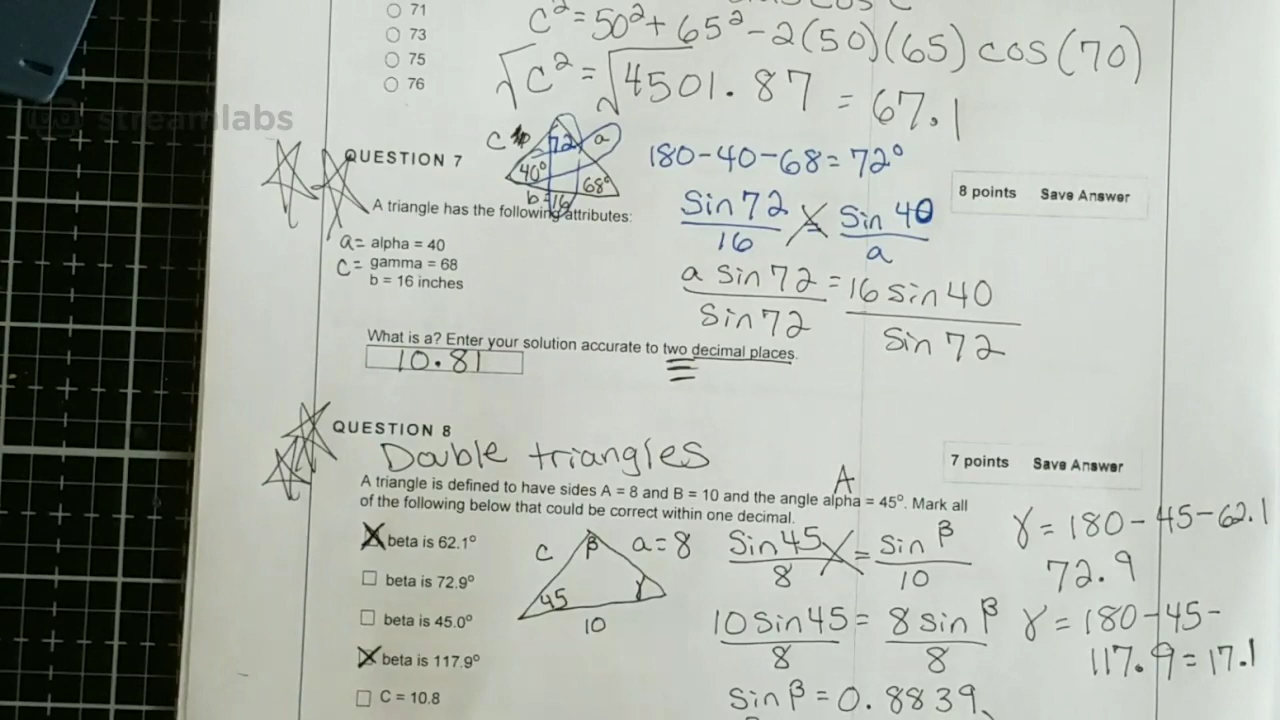 71
73
75
76
c² = 50² + 65² - 2(50)(65) cos(70)
√c² = √4501.87 = 67.1
streamlabs
QUESTION 7
c 72 a
40° 68°
b=16
180-40-68=72°
8 points Save Answer
A triangle has the following attributes:
Sin 72 = Sin 40
16 a
a = alpha = 40
c = gamma = 68
b = 16 inches
a Sin 72 = 16 sin 40
Sin 72 Sin 72
What is a? Enter your solution accurate to two decimal places.
10.81
QUESTION 8
Double triangles
7 points Save Answer
A
A triangle is defined to have sides A = 8 and B = 10 and the angle alpha = 45°. Mark all
of the following below that could be correct within one decimal.
X beta is 62.1°
beta is 72.9°
beta is 45.0°
X beta is 117.9°
C = 10.8
c β a=8
45 γ
10
Sin 45 = Sin β
8 10
10 Sin 45 = 8 sin β
8 8
Sin β = 0.8839
γ = 180 - 45 - 62.1
72.9
γ = 180 - 45 -
117.9 = 17.1